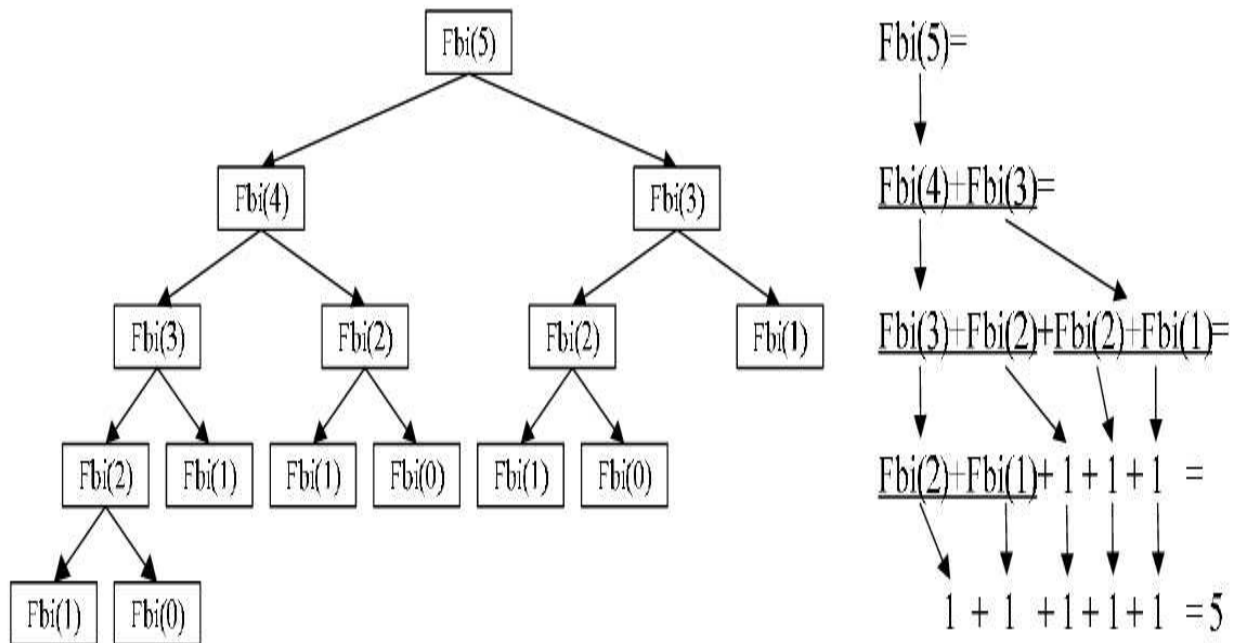 Fbi(5)
Fbi(4) Fbi(3)
Fbi(3) Fbi(2) Fbi(2) Fbi(1)
Fbi(2) Fbi(1) Fbi(1) Fbi(0) Fbi(1) Fbi(0)
Fbi(1) Fbi(0)
Fbi(5)=
Fbi(4)+Fbi(3)=
Fbi(3)+Fbi(2)+Fbi(2)+Fbi(1)=
Fbi(2)+Fbi(1)+1+1+1 =
1 + 1 +1+1+1 =5